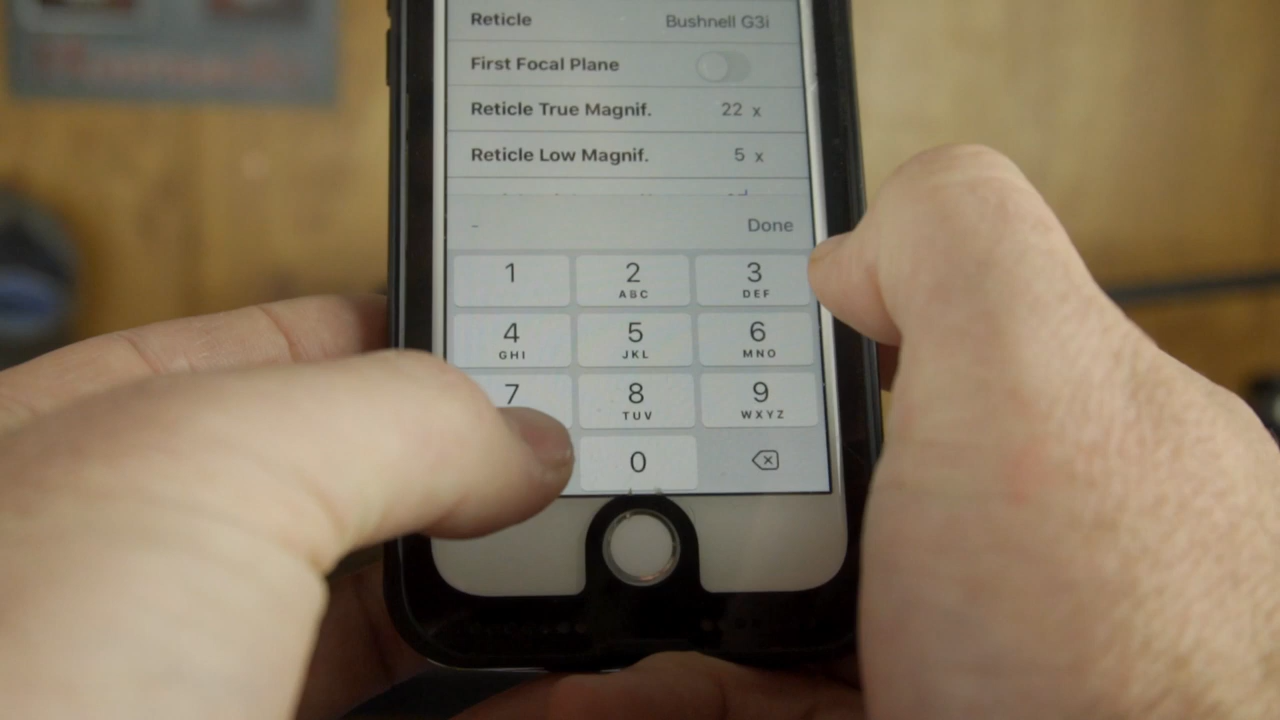 Reticle Bushnell G3i
First Focal Plane
Reticle True Magnif. 22 x
Reticle Low Magnif. 5 x
- Done
1 2 3
ABC DEF
4 5 6
GHI JKL MNO
7 8 9
TUV WXYZ
0